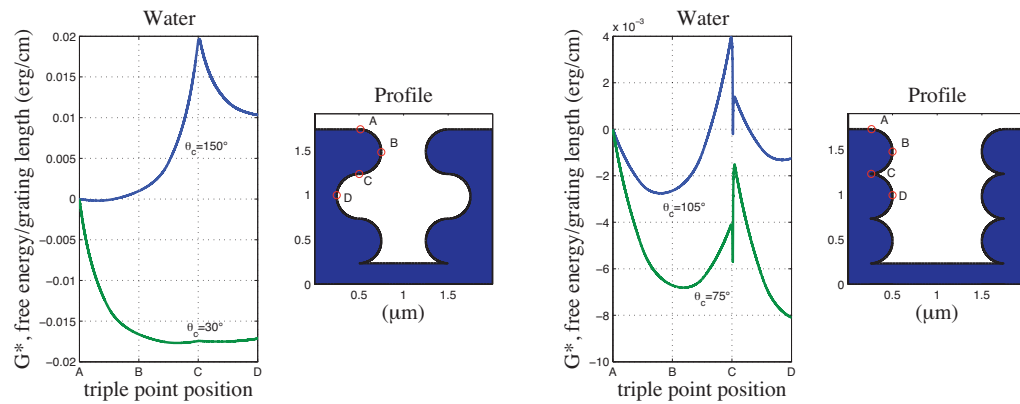 Water
G*, free energy/grating length (erg/cm)
0.02
0.015
0.01
0.005
0
−0.005
−0.01
−0.015
−0.02
θc=150°
θc=30°
A B C D
triple point position
Profile
A
B
C
D
1.5
1
0.5
0
0.5 1 1.5
(μm)
Water
x 10⁻³
G*, free energy/grating length (erg/cm)
4
2
0
−2
−4
−6
−8
−10
θc=105°
θc=75°
A B C D
triple point position
Profile
A
B
C
D
1.5
1
0.5
0
0.5 1 1.5
(μm)